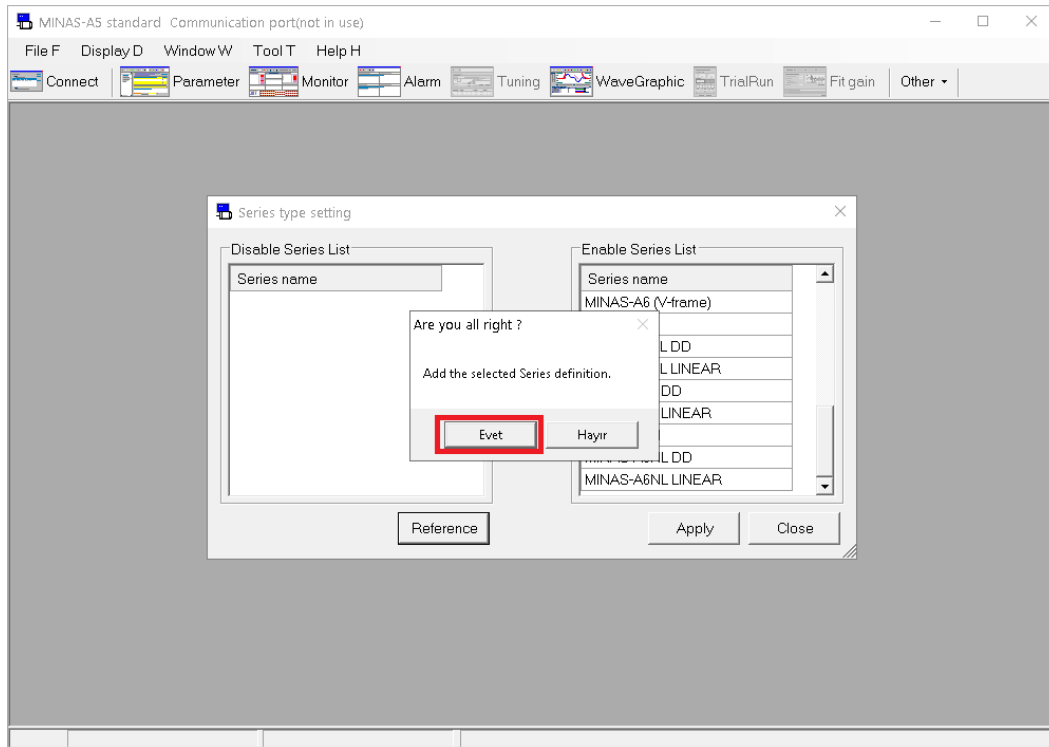 MINAS-A5 standard Communication port(not in use)
File F Display D Window W Tool T Help H
Connect Parameter Monitor Alarm Tuning WaveGraphic TrialRun Fit gain Other
Series type setting
Disable Series List
Series name
Enable Series List
Series name
MINAS-A6 (V-frame)
L DD
L LINEAR
DD
LINEAR
L DD
MINAS-A6NL LINEAR
Are you all right ?
Add the selected Series definition.
Evet Hayır
Reference Apply Close